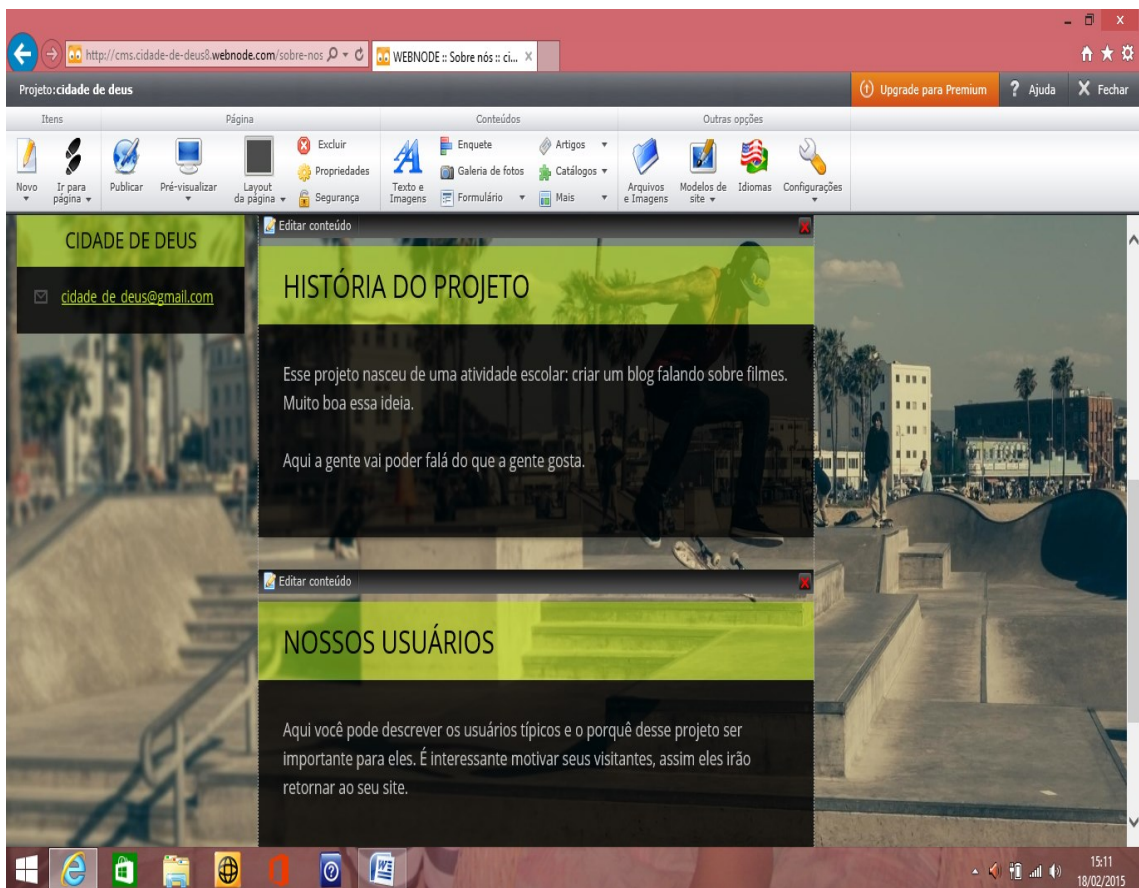 http://cms.cidade-de-deus8.webnode.com/sobre-nos
WEBNODE :: Sobre nós :: ci...
Projeto:cidade de deus
Upgrade para Premium
? Ajuda
X Fechar
Itens
Página
Conteúdos
Outras opções
Novo
Ir para página
Publicar
Pré-visualizar
Layout da página
Excluir
Propriedades
Segurança
Texto e Imagens
Enquete
Galeria de fotos
Formulário
Artigos
Catálogos
Mais
Arquivos e Imagens
Modelos de site
Idiomas
Configurações
CIDADE DE DEUS
cidade_de_deus@gmail.com
Editar conteúdo
HISTÓRIA DO PROJETO
Esse projeto nasceu de uma atividade escolar: criar um blog falando sobre filmes.
Muito boa essa ideia.
Aqui a gente vai poder falá do que a gente gosta.
Editar conteúdo
NOSSOS USUÁRIOS
Aqui você pode descrever os usuários típicos e o porquê desse projeto ser
importante para eles. É interessante motivar seus visitantes, assim eles irão
retornar ao seu site.
15:11
18/02/2015